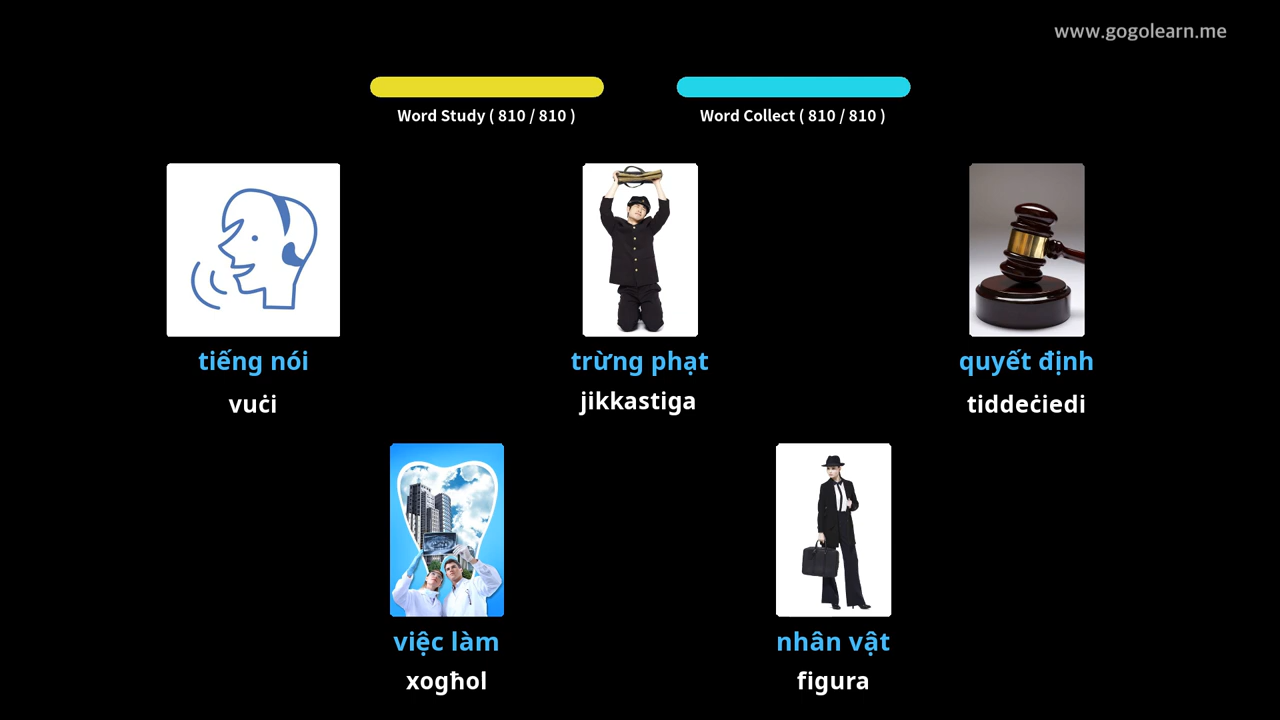 www.gogolearn.me
Word Study ( 810 / 810 )
Word Collect ( 810 / 810 )
tiếng nói
vuċi
trừng phạt
jikkastiga
quyết định
tiddeċiedi
việc làm
xogħol
nhân vật
figura